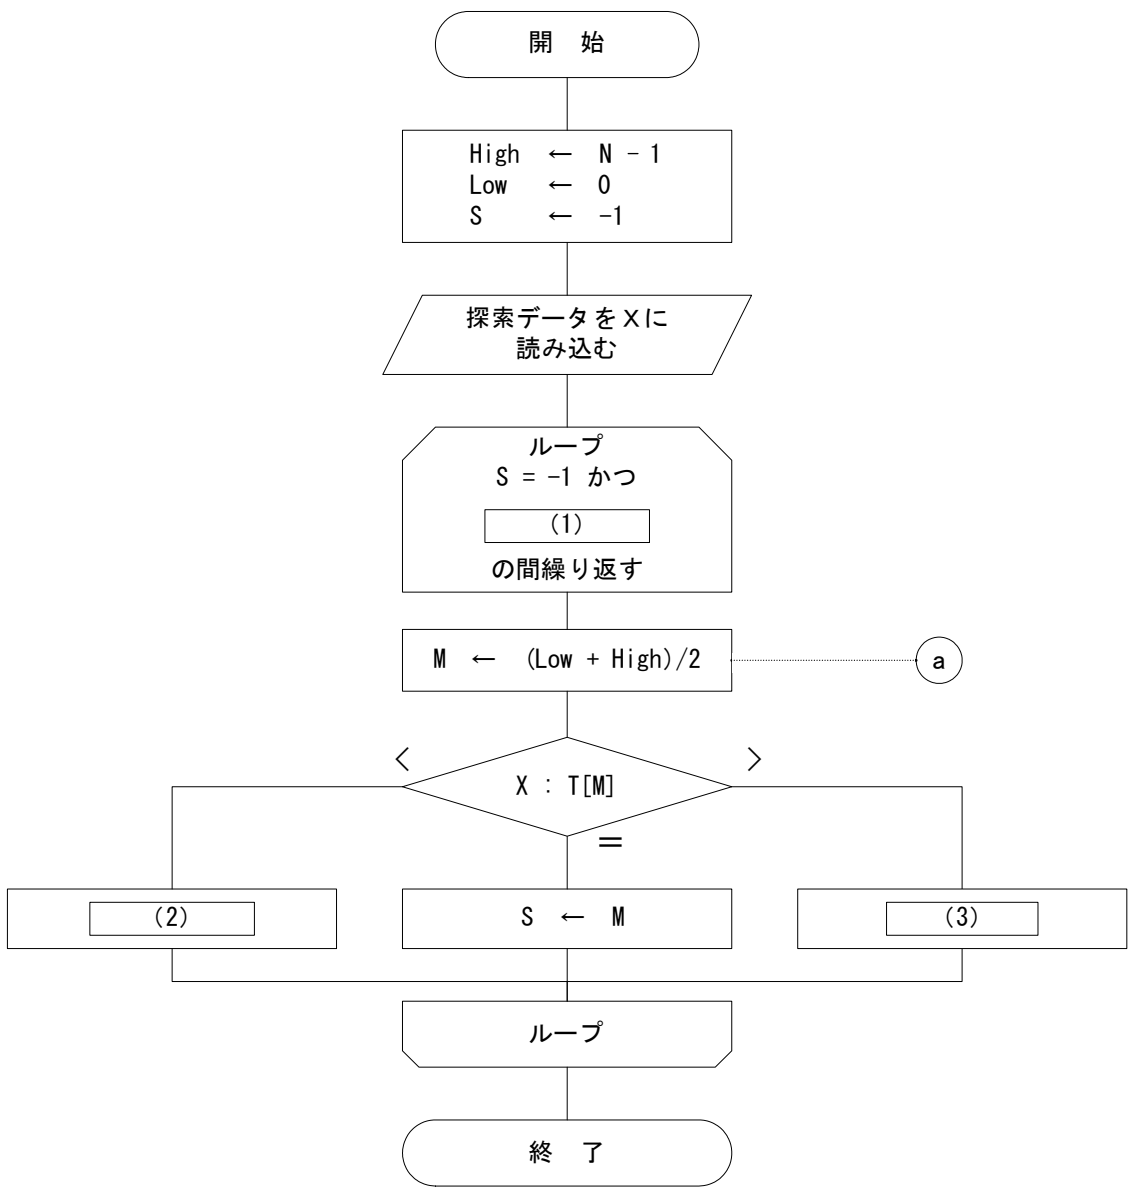 開　始
High ← N - 1
Low ← 0
S ← -1
探索データをXに
読み込む
ループ
S = -1 かつ
(1)
の間繰り返す
M ← (Low + High)/2
a
<
>
X : T[M]
=
(2)
S ← M
(3)
ループ
終　了